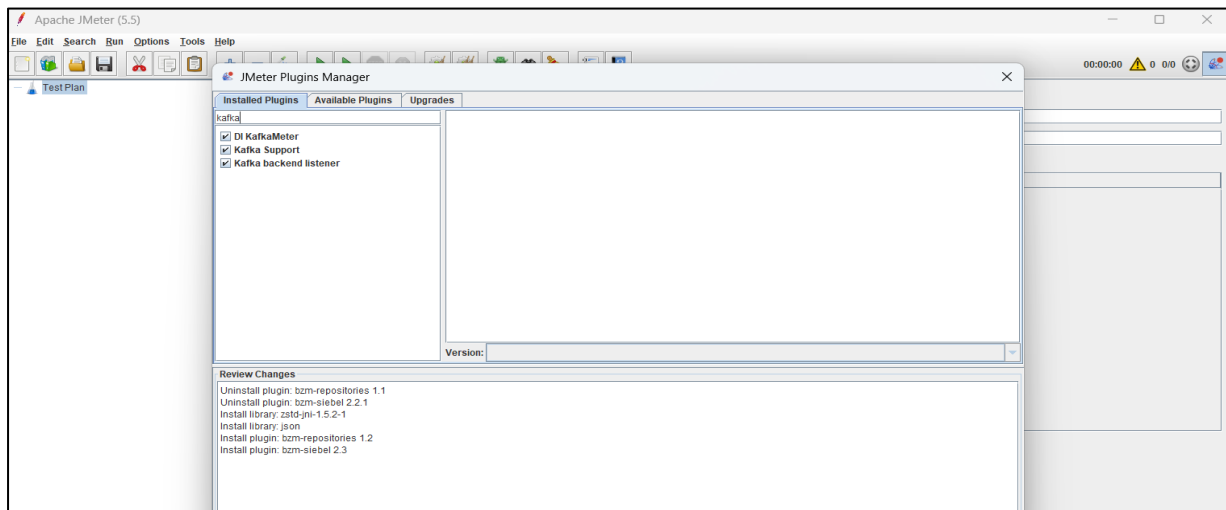 Apache JMeter (5.5)
File Edit Search Run Options Tools Help
00:00:00 0 0/0
Test Plan
JMeter Plugins Manager
Installed Plugins Available Plugins Upgrades
kafka
DI KafkaMeter
Kafka Support
Kafka backend listener
Version:
Review Changes
Uninstall plugin: bzm-repositories 1.1
Uninstall plugin: bzm-siebel 2.2.1
Install library: zstd-jni-1.5.2-1
Install library: json
Install plugin: bzm-repositories 1.2
Install plugin: bzm-siebel 2.3